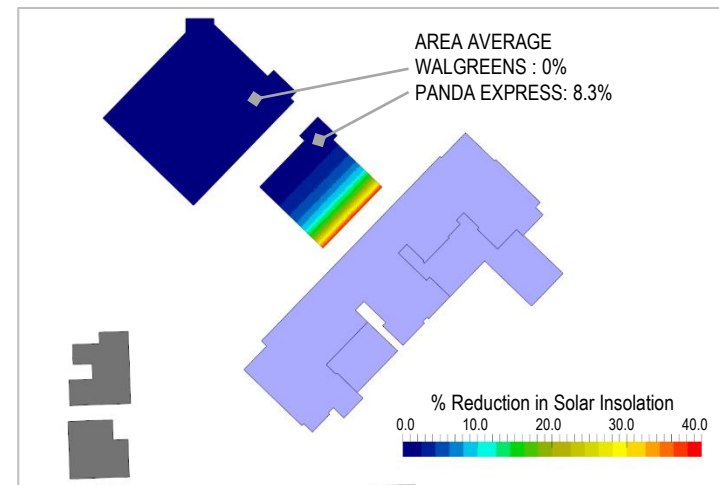 AREA AVERAGE
WALGREENS : 0%
PANDA EXPRESS: 8.3%
% Reduction in Solar Insolation
0.0 10.0 20.0 30.0 40.0